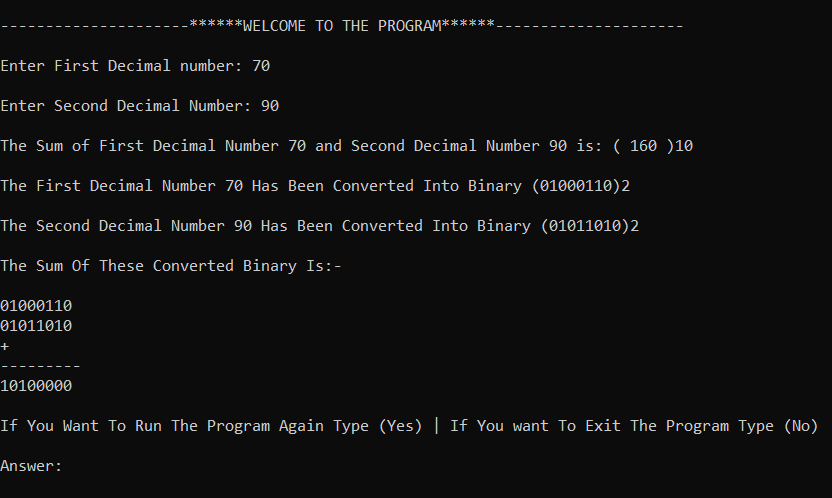 ---------------------******WELCOME TO THE PROGRAM******---------------------
Enter First Decimal number: 70
Enter Second Decimal Number: 90
The Sum of First Decimal Number 70 and Second Decimal Number 90 is: ( 160 )10
The First Decimal Number 70 Has Been Converted Into Binary (01000110)2
The Second Decimal Number 90 Has Been Converted Into Binary (01011010)2
The Sum Of These Converted Binary Is:-
01000110
01011010
+
---------
10100000
If You Want To Run The Program Again Type (Yes) | If You want To Exit The Program Type (No)
Answer: